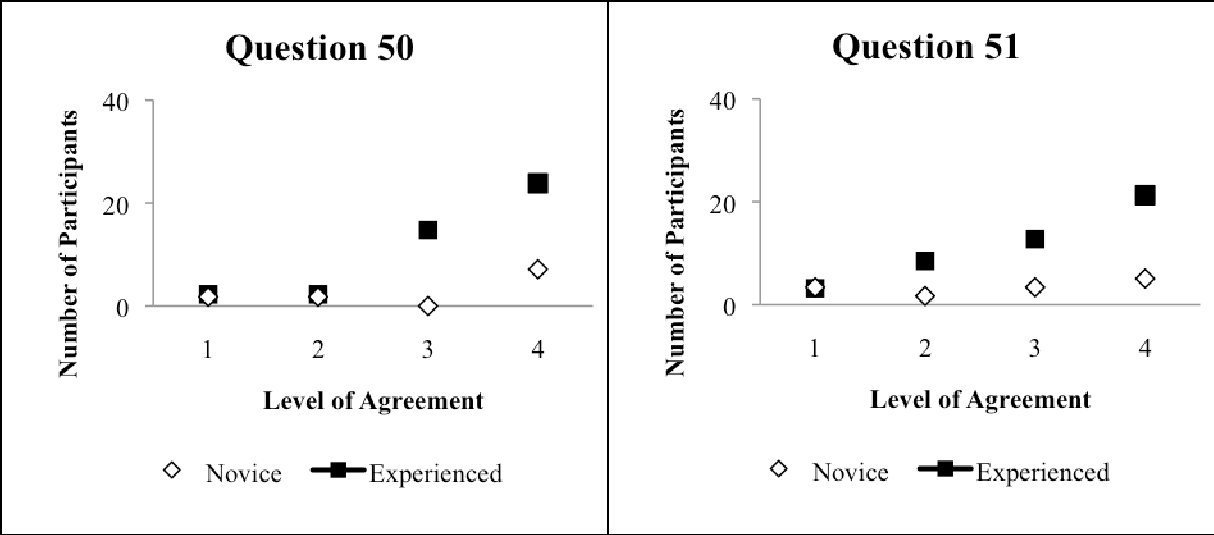 Question 50
40
20
0
Number of Participants
1 2 3 4
Level of Agreement
Novice Experienced
Question 51
40
20
0
Number of Participants
1 2 3 4
Level of Agreement
Novice Experienced